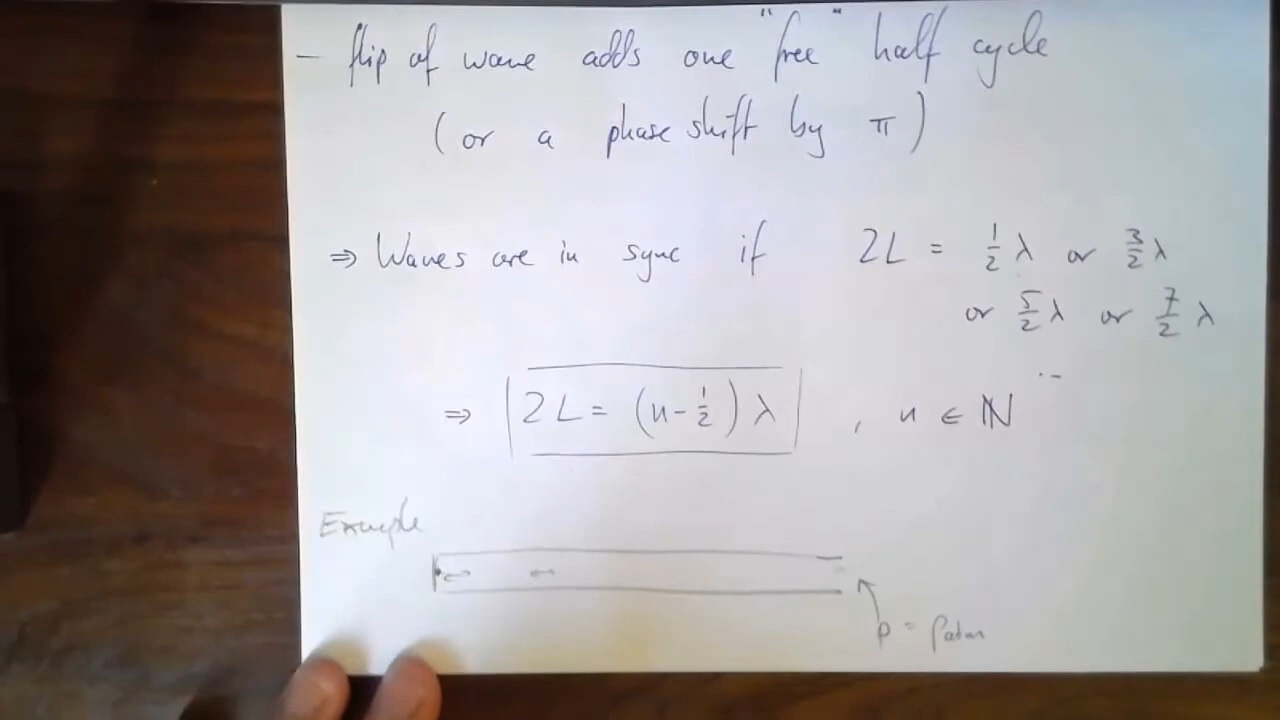 - flip of wave adds one "free" half cycle
(or a phase shift by π)
⇒ Waves are in sync if 2L = 1/2 λ or 3/2 λ
or 5/2 λ or 7/2 λ
...
⇒ 2L = (n - 1/2) λ , n ∈ ℕ
Example
p = patm